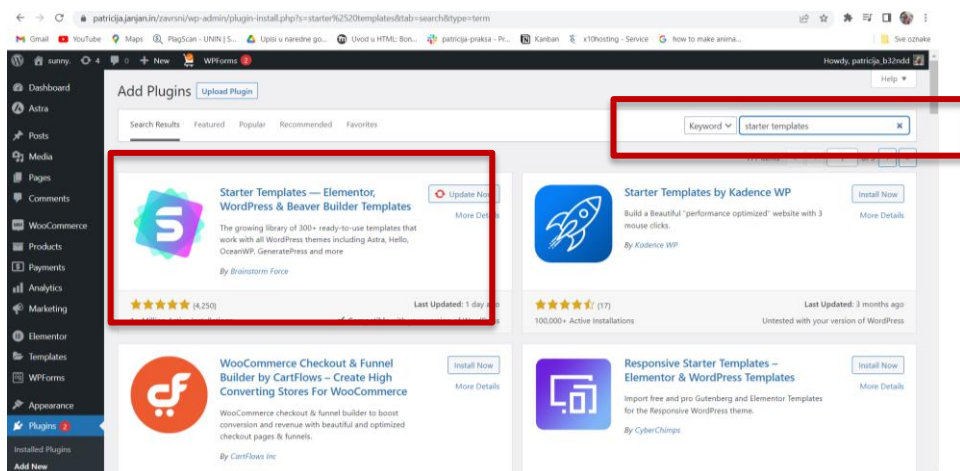 patricija.janjan.in/zavrsni/wp-admin/plugin-install.php?s=starter%2520templates&tab=search&type=term
Gmail YouTube Maps PlagScan - UNIN | S... Upisi u naredne go... Uvod u HTML: Bon... patricija-praksa - Pr... Kanban x10hosting - Service how to make anima... Sve oznake
sunny. 4 0 + New WPForms 2 Howdy, patricija_b32ndd
Help
Dashboard
Astra
Posts
Media
Pages
Comments
WooCommerce
Products
Payments
Analytics
Marketing
Elementor
Templates
WPForms
Appearance
Plugins 2
Installed Plugins
Add New
Add Plugins Upload Plugin
Search Results Featured Popular Recommended Favorites Keyword starter templates
Starter Templates — Elementor,
WordPress & Beaver Builder Templates
Update Now
More Details
The growing library of 300+ ready-to-use templates that
work with all WordPress themes including Astra, Hello,
OceanWP, GeneratePress and more
By Brainstorm Force
(4,250)
Last Updated: 1 day ago
Starter Templates by Kadence WP
Install Now
More Details
Build a Beautiful "performance optimized" website with 3
mouse clicks.
By Kadence WP
(17)
Last Updated: 3 months ago
100,000+ Active Installations
Untested with your version of WordPress
WooCommerce Checkout & Funnel
Builder by CartFlows – Create High
Converting Stores For WooCommerce
Install Now
More Details
WooCommerce checkout & funnel builder to boost
conversion and revenue with beautiful and optimized
checkout pages & funnels.
By CartFlows Inc
Responsive Starter Templates –
Elementor & WordPress Templates
Install Now
More Details
Import free and pro Gutenberg and Elementor Templates
for the Responsive WordPress theme.
By CyberChimps